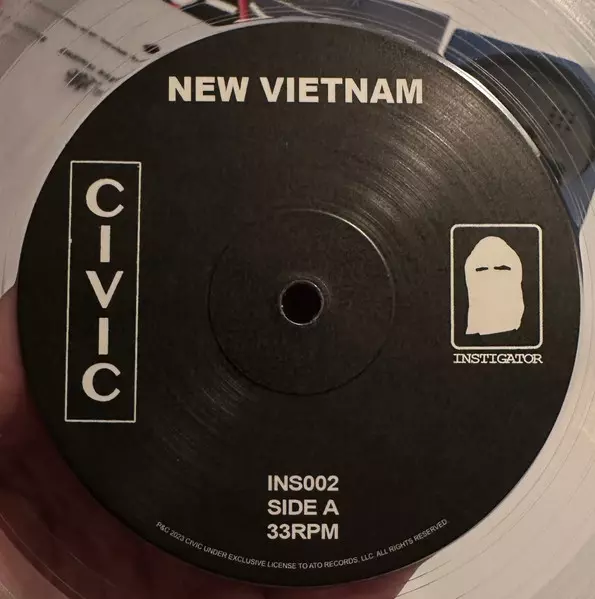 NEW VIETNAM
CIVIC
INSTIGATOR
INS002
SIDE A
33RPM
P&C 2023 CIVIC UNDER EXCLUSIVE LICENSE TO ATO RECORDS, LLC. ALL RIGHTS RESERVED.